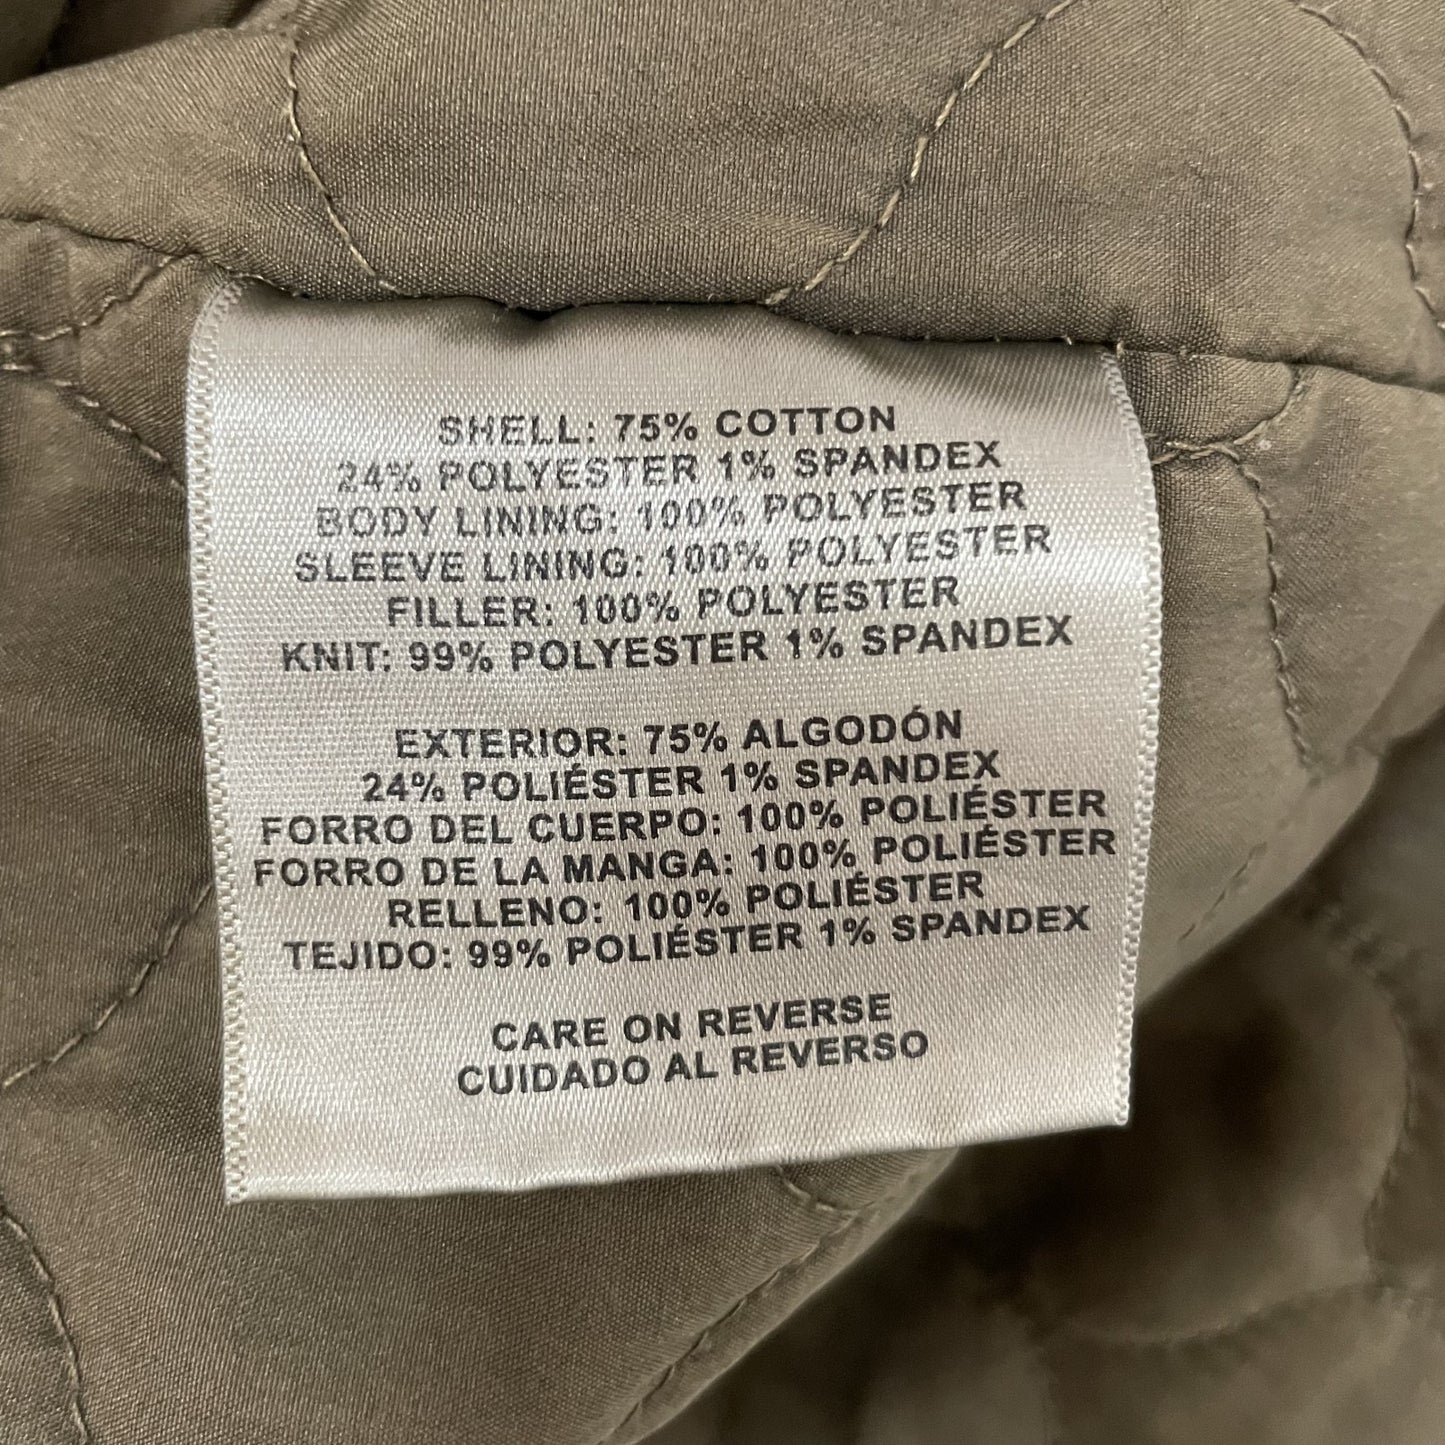 SHELL: 75% COTTON
24% POLYESTER 1% SPANDEX
BODY LINING: 100% POLYESTER
SLEEVE LINING: 100% POLYESTER
FILLER: 100% POLYESTER
KNIT: 99% POLYESTER 1% SPANDEX
EXTERIOR: 75% ALGODÓN
24% POLIÉSTER 1% SPANDEX
FORRO DEL CUERPO: 100% POLIÉSTER
FORRO DE LA MANGA: 100% POLIÉSTER
RELLENO: 100% POLIÉSTER
TEJIDO: 99% POLIÉSTER 1% SPANDEX
CARE ON REVERSE
CUIDADO AL REVERSO